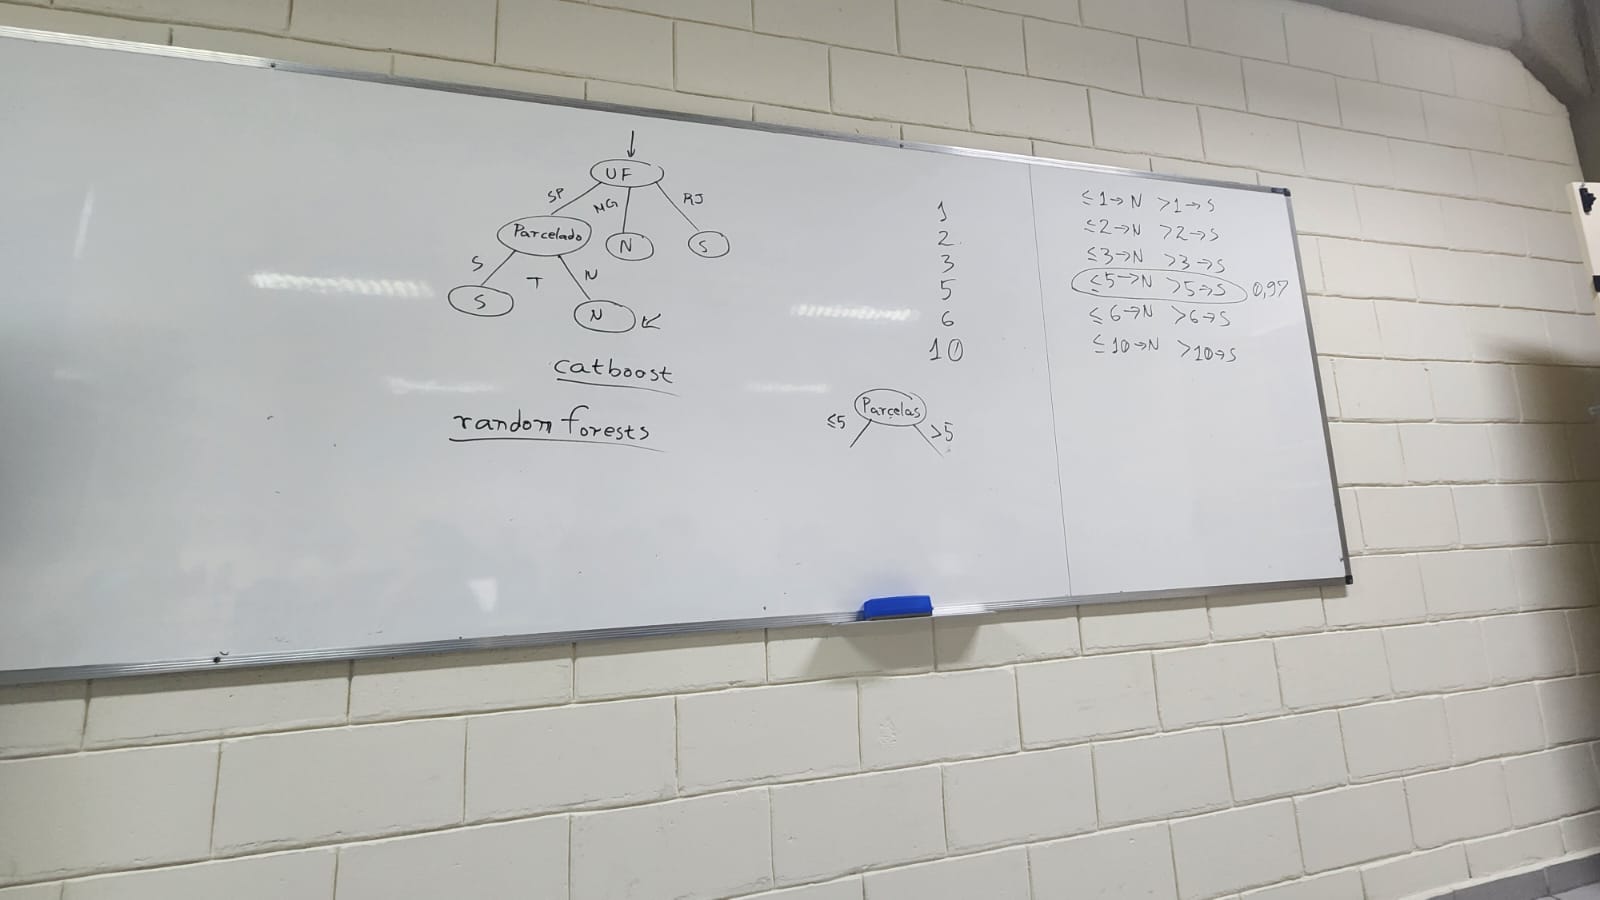 UF
SP MG RJ
Parcelado N S
S T N
S N
catboost
random forests
1
2
3
5
6
10
Parcelas
≤5 >5
≤1→N >1→S
≤2→N >2→S
≤3→N >3→S
≤5→N >5→S 0,97
≤6→N >6→S
≤10→N >10→S